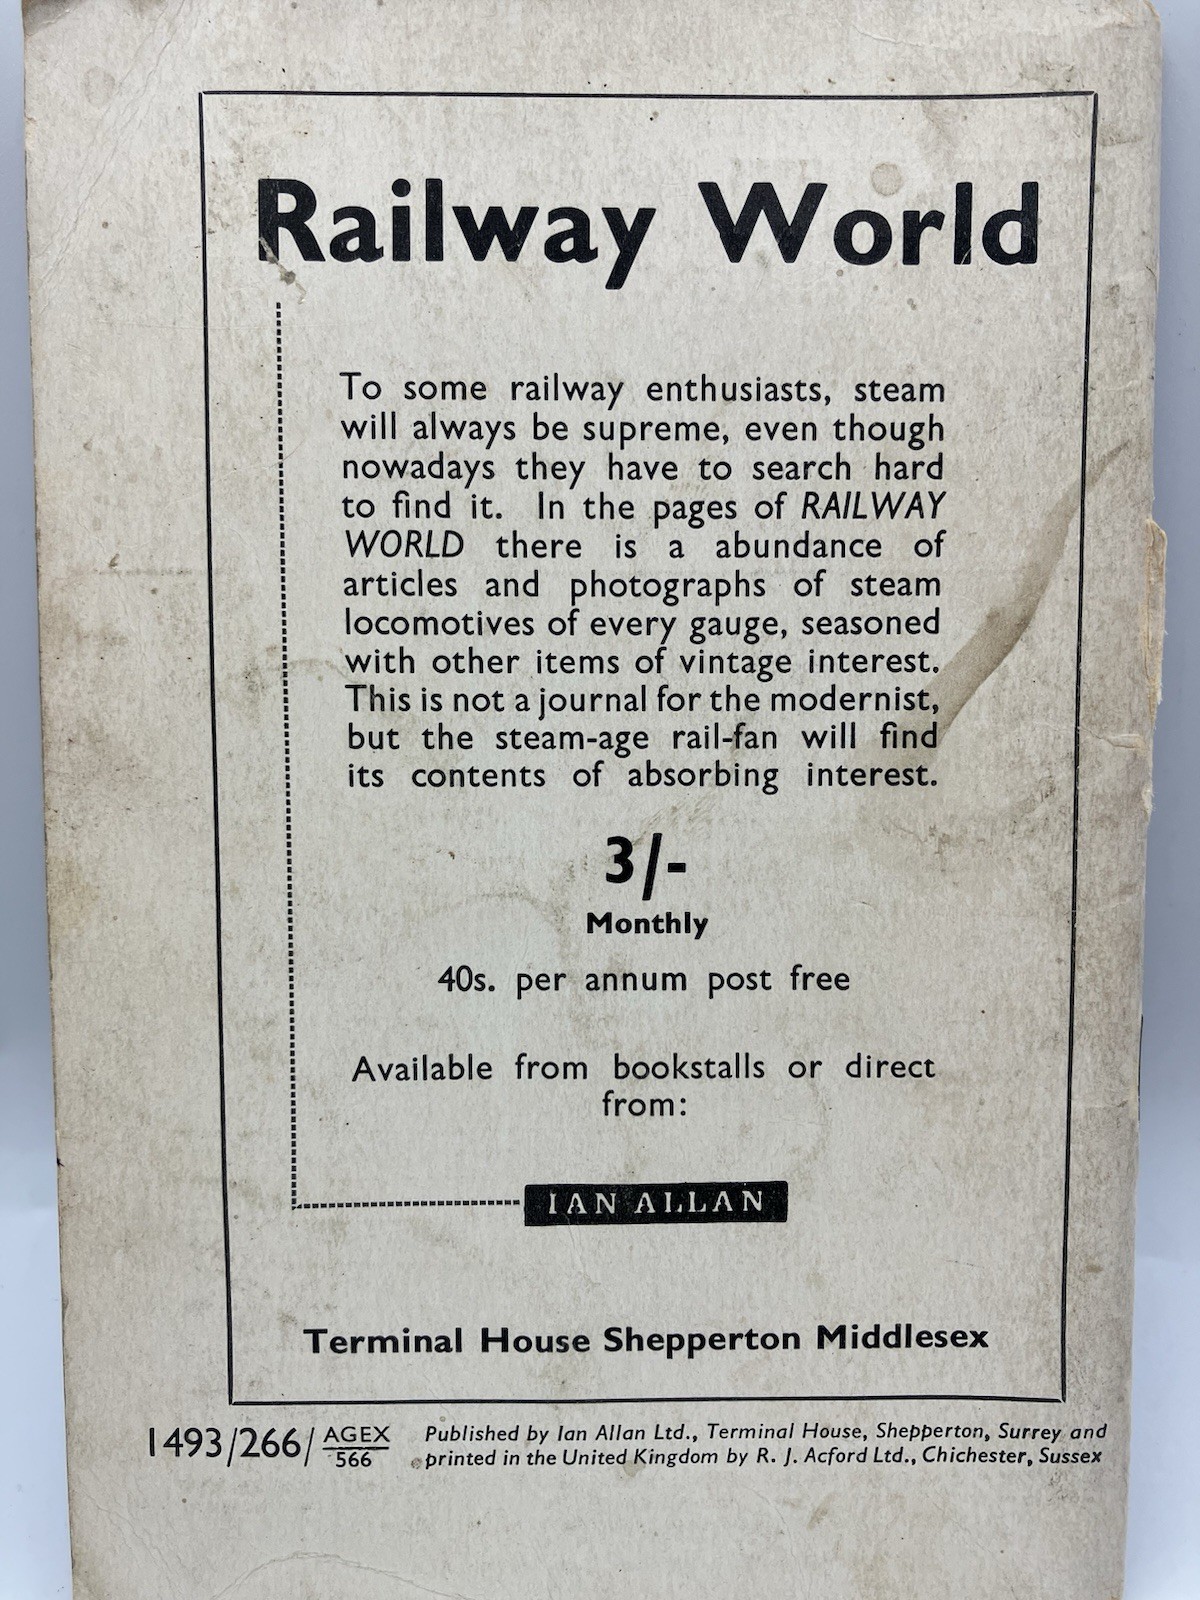 Railway World
To some railway enthusiasts, steam
will always be supreme, even though
nowadays they have to search hard
to find it. In the pages of RAILWAY
WORLD there is a abundance of
articles and photographs of steam
locomotives of every gauge, seasoned
with other items of vintage interest.
This is not a journal for the modernist,
but the steam-age rail-fan will find
its contents of absorbing interest.
3/-
Monthly
40s. per annum post free
Available from bookstalls or direct
from:
IAN ALLAN
Terminal House Shepperton Middlesex
1493/266/AGEX/566 Published by Ian Allan Ltd., Terminal House, Shepperton, Surrey and
printed in the United Kingdom by R. J. Acford Ltd., Chichester, Sussex